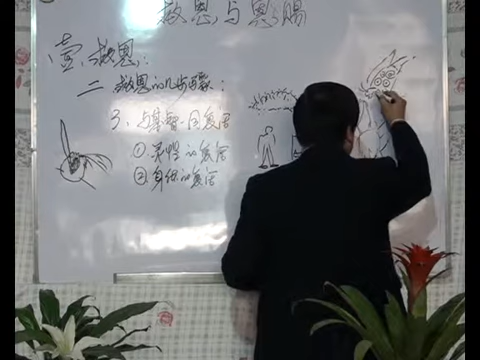 救恩与恩赐
壹、救恩：
二 救恩的几步骤：
3、与基督一同复活
①灵性的复活
②身体的复活